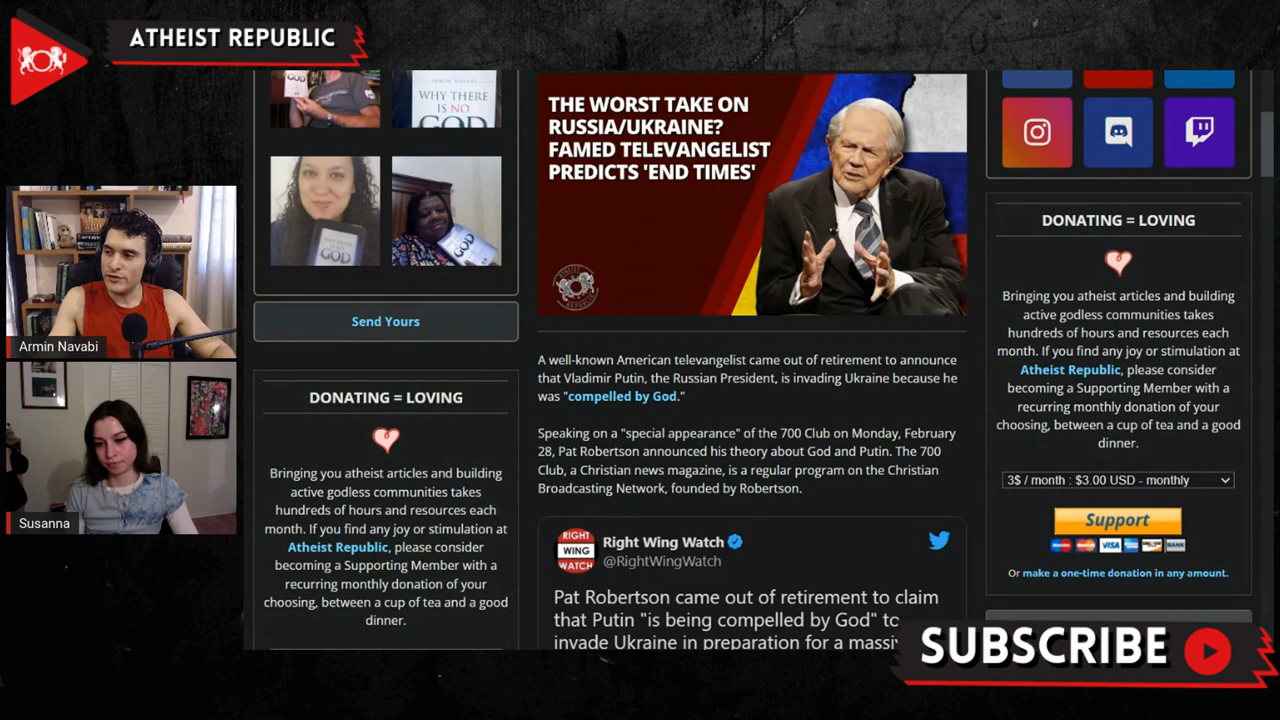 ATHEIST REPUBLIC
GOD
ARMIN NAVABI
WHY THERE
IS NO
GOD
GOD
GOD
Send Yours
DONATING = LOVING
Bringing you atheist articles and building
active godless communities takes
hundreds of hours and resources each
month. If you find any joy or stimulation at
Atheist Republic, please consider
becoming a Supporting Member with a
recurring monthly donation of your
choosing, between a cup of tea and a good
dinner.
THE WORST TAKE ON
RUSSIA/UKRAINE?
FAMED TELEVANGELIST
PREDICTS 'END TIMES'
A well-known American televangelist came out of retirement to announce
that Vladimir Putin, the Russian President, is invading Ukraine because he
was "compelled by God."
Speaking on a "special appearance" of the 700 Club on Monday, February
28, Pat Robertson announced his theory about God and Putin. The 700
Club, a Christian news magazine, is a regular program on the Christian
Broadcasting Network, founded by Robertson.
RIGHT
WING
WATCH
Right Wing Watch
@RightWingWatch
Pat Robertson came out of retirement to claim
that Putin "is being compelled by God" to
invade Ukraine in preparation for a massi
DONATING = LOVING
Bringing you atheist articles and building
active godless communities takes
hundreds of hours and resources each
month. If you find any joy or stimulation at
Atheist Republic, please consider
becoming a Supporting Member with a
recurring monthly donation of your
choosing, between a cup of tea and a good
dinner.
3$ / month : $3.00 USD - monthly
Support
VISA
BANK
Or make a one-time donation in any amount.
Armin Navabi
Susanna
SUBSCRIBE